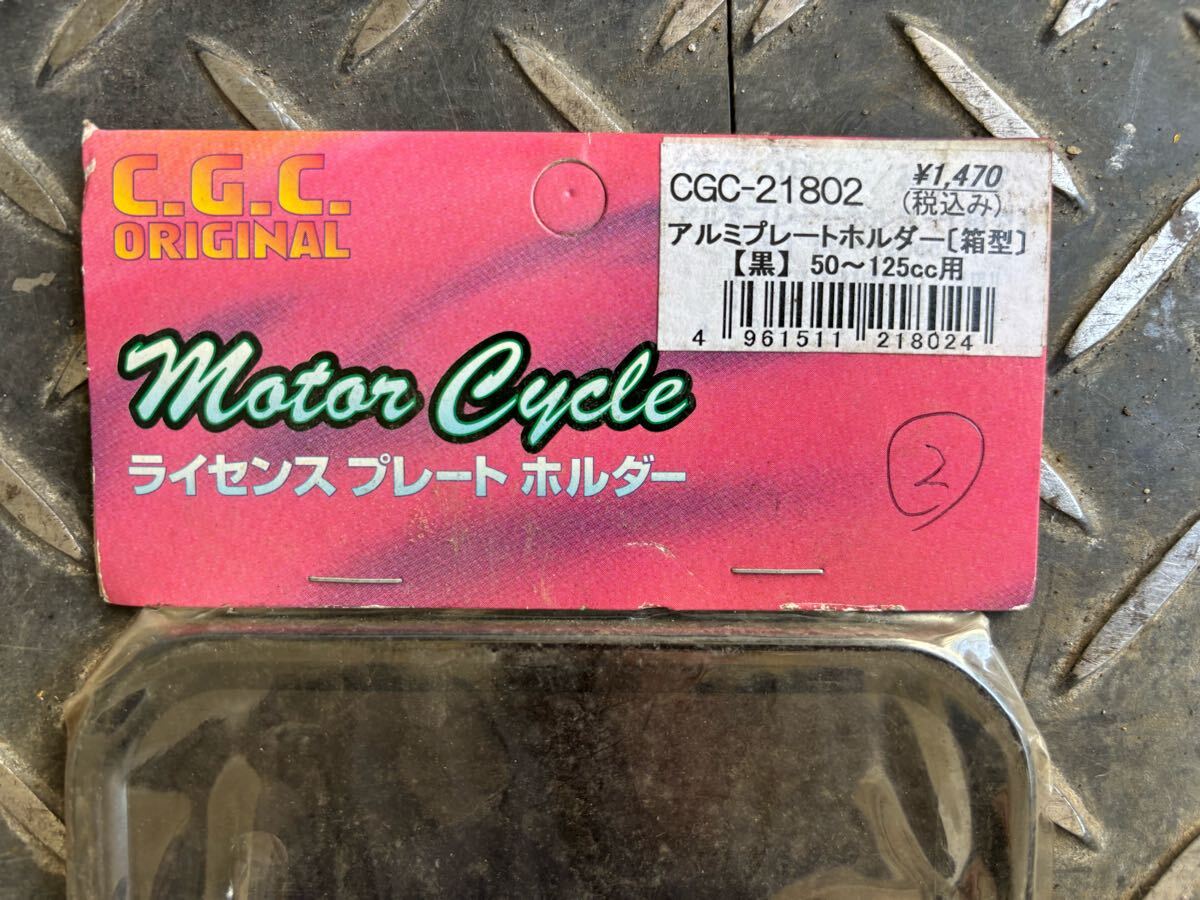 C.G.C.
ORIGINAL
CGC-21802
¥1,470
(税込み)
アルミプレートホルダー〔箱型〕
【黒】 50～125cc用
4 961511 218024
Motor Cycle
ライセンス プレート ホルダー
2